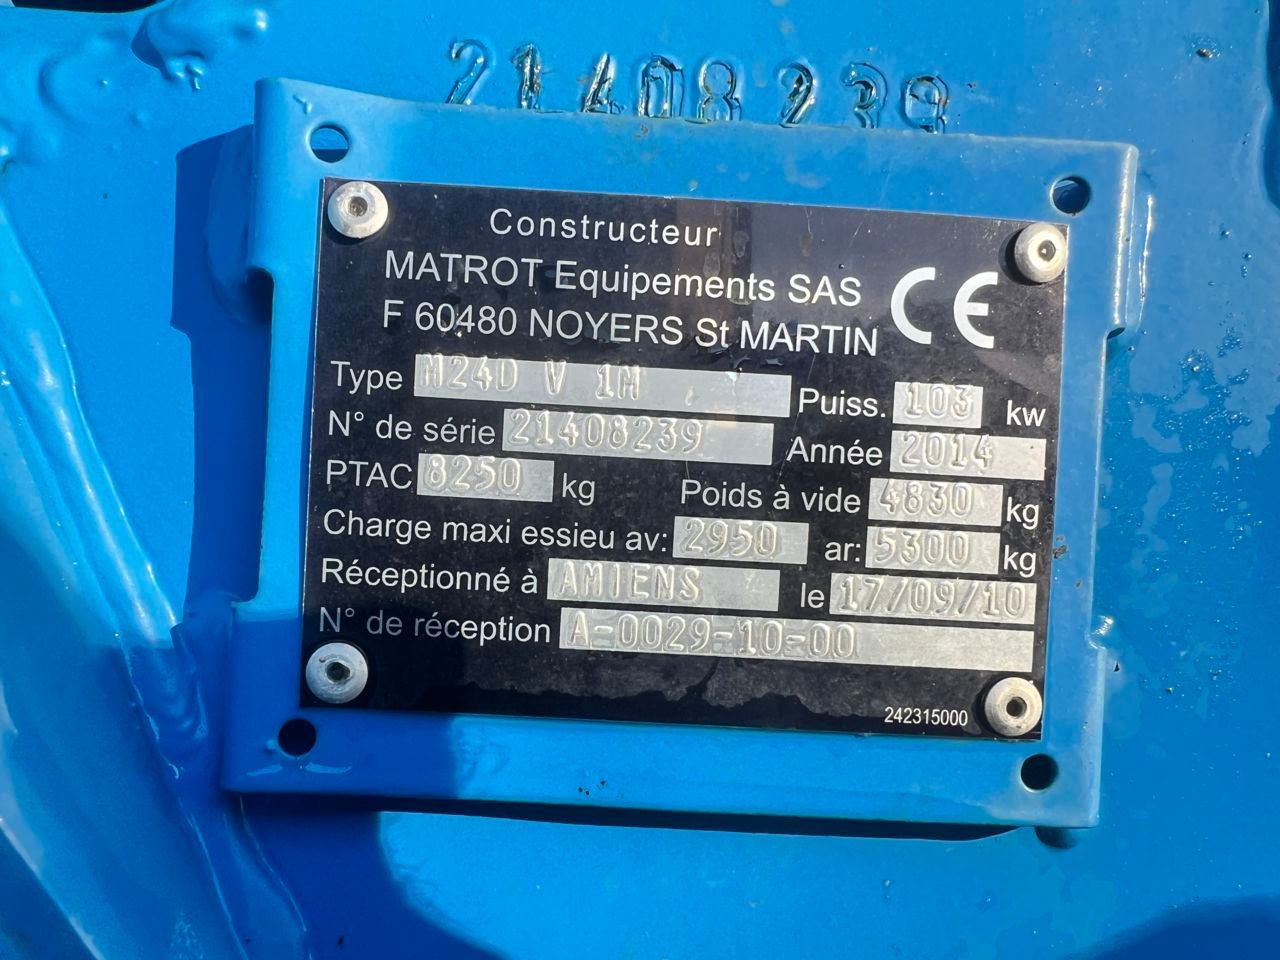 21408239
Constructeur
MATROT Equipements SAS
F 60480 NOYERS St MARTIN
CE
Type M24D V 1M Puiss. 103 kw
N° de série 21408239 Année 2014
PTAC 8250 kg Poids à vide 4830 kg
Charge maxi essieu av: 2950 ar: 5300 kg
Réceptionné à AMIENS le 17/09/10
N° de réception A-0029-10-00
242315000